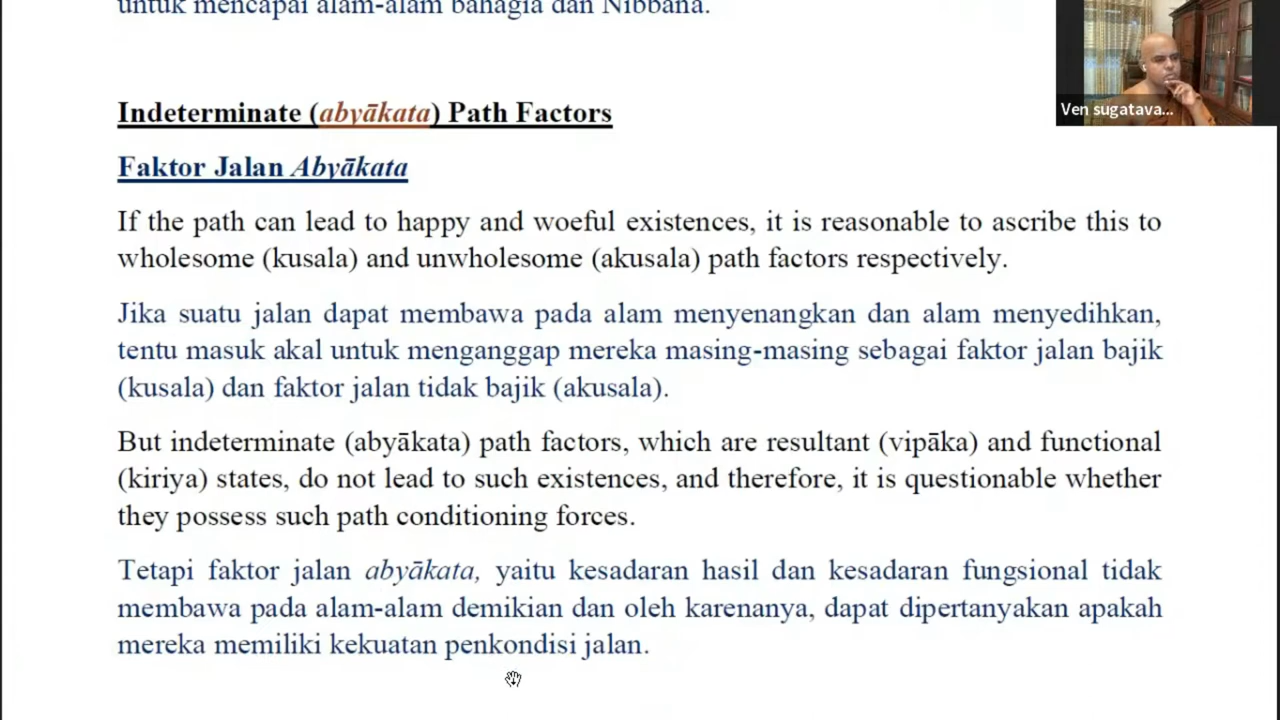 untuk mencapai alam-alam bahagia dan Nibbana.
Ven sugatava...
Indeterminate (abyākata) Path Factors
Faktor Jalan Abyākata
If the path can lead to happy and woeful existences, it is reasonable to ascribe this to
wholesome (kusala) and unwholesome (akusala) path factors respectively.
Jika suatu jalan dapat membawa pada alam menyenangkan dan alam menyedihkan,
tentu masuk akal untuk menganggap mereka masing-masing sebagai faktor jalan bajik
(kusala) dan faktor jalan tidak bajik (akusala).
But indeterminate (abyākata) path factors, which are resultant (vipāka) and functional
(kiriya) states, do not lead to such existences, and therefore, it is questionable whether
they possess such path conditioning forces.
Tetapi faktor jalan abyākata, yaitu kesadaran hasil dan kesadaran fungsional tidak
membawa pada alam-alam demikian dan oleh karenanya, dapat dipertanyakan apakah
mereka memiliki kekuatan penkondisi jalan.